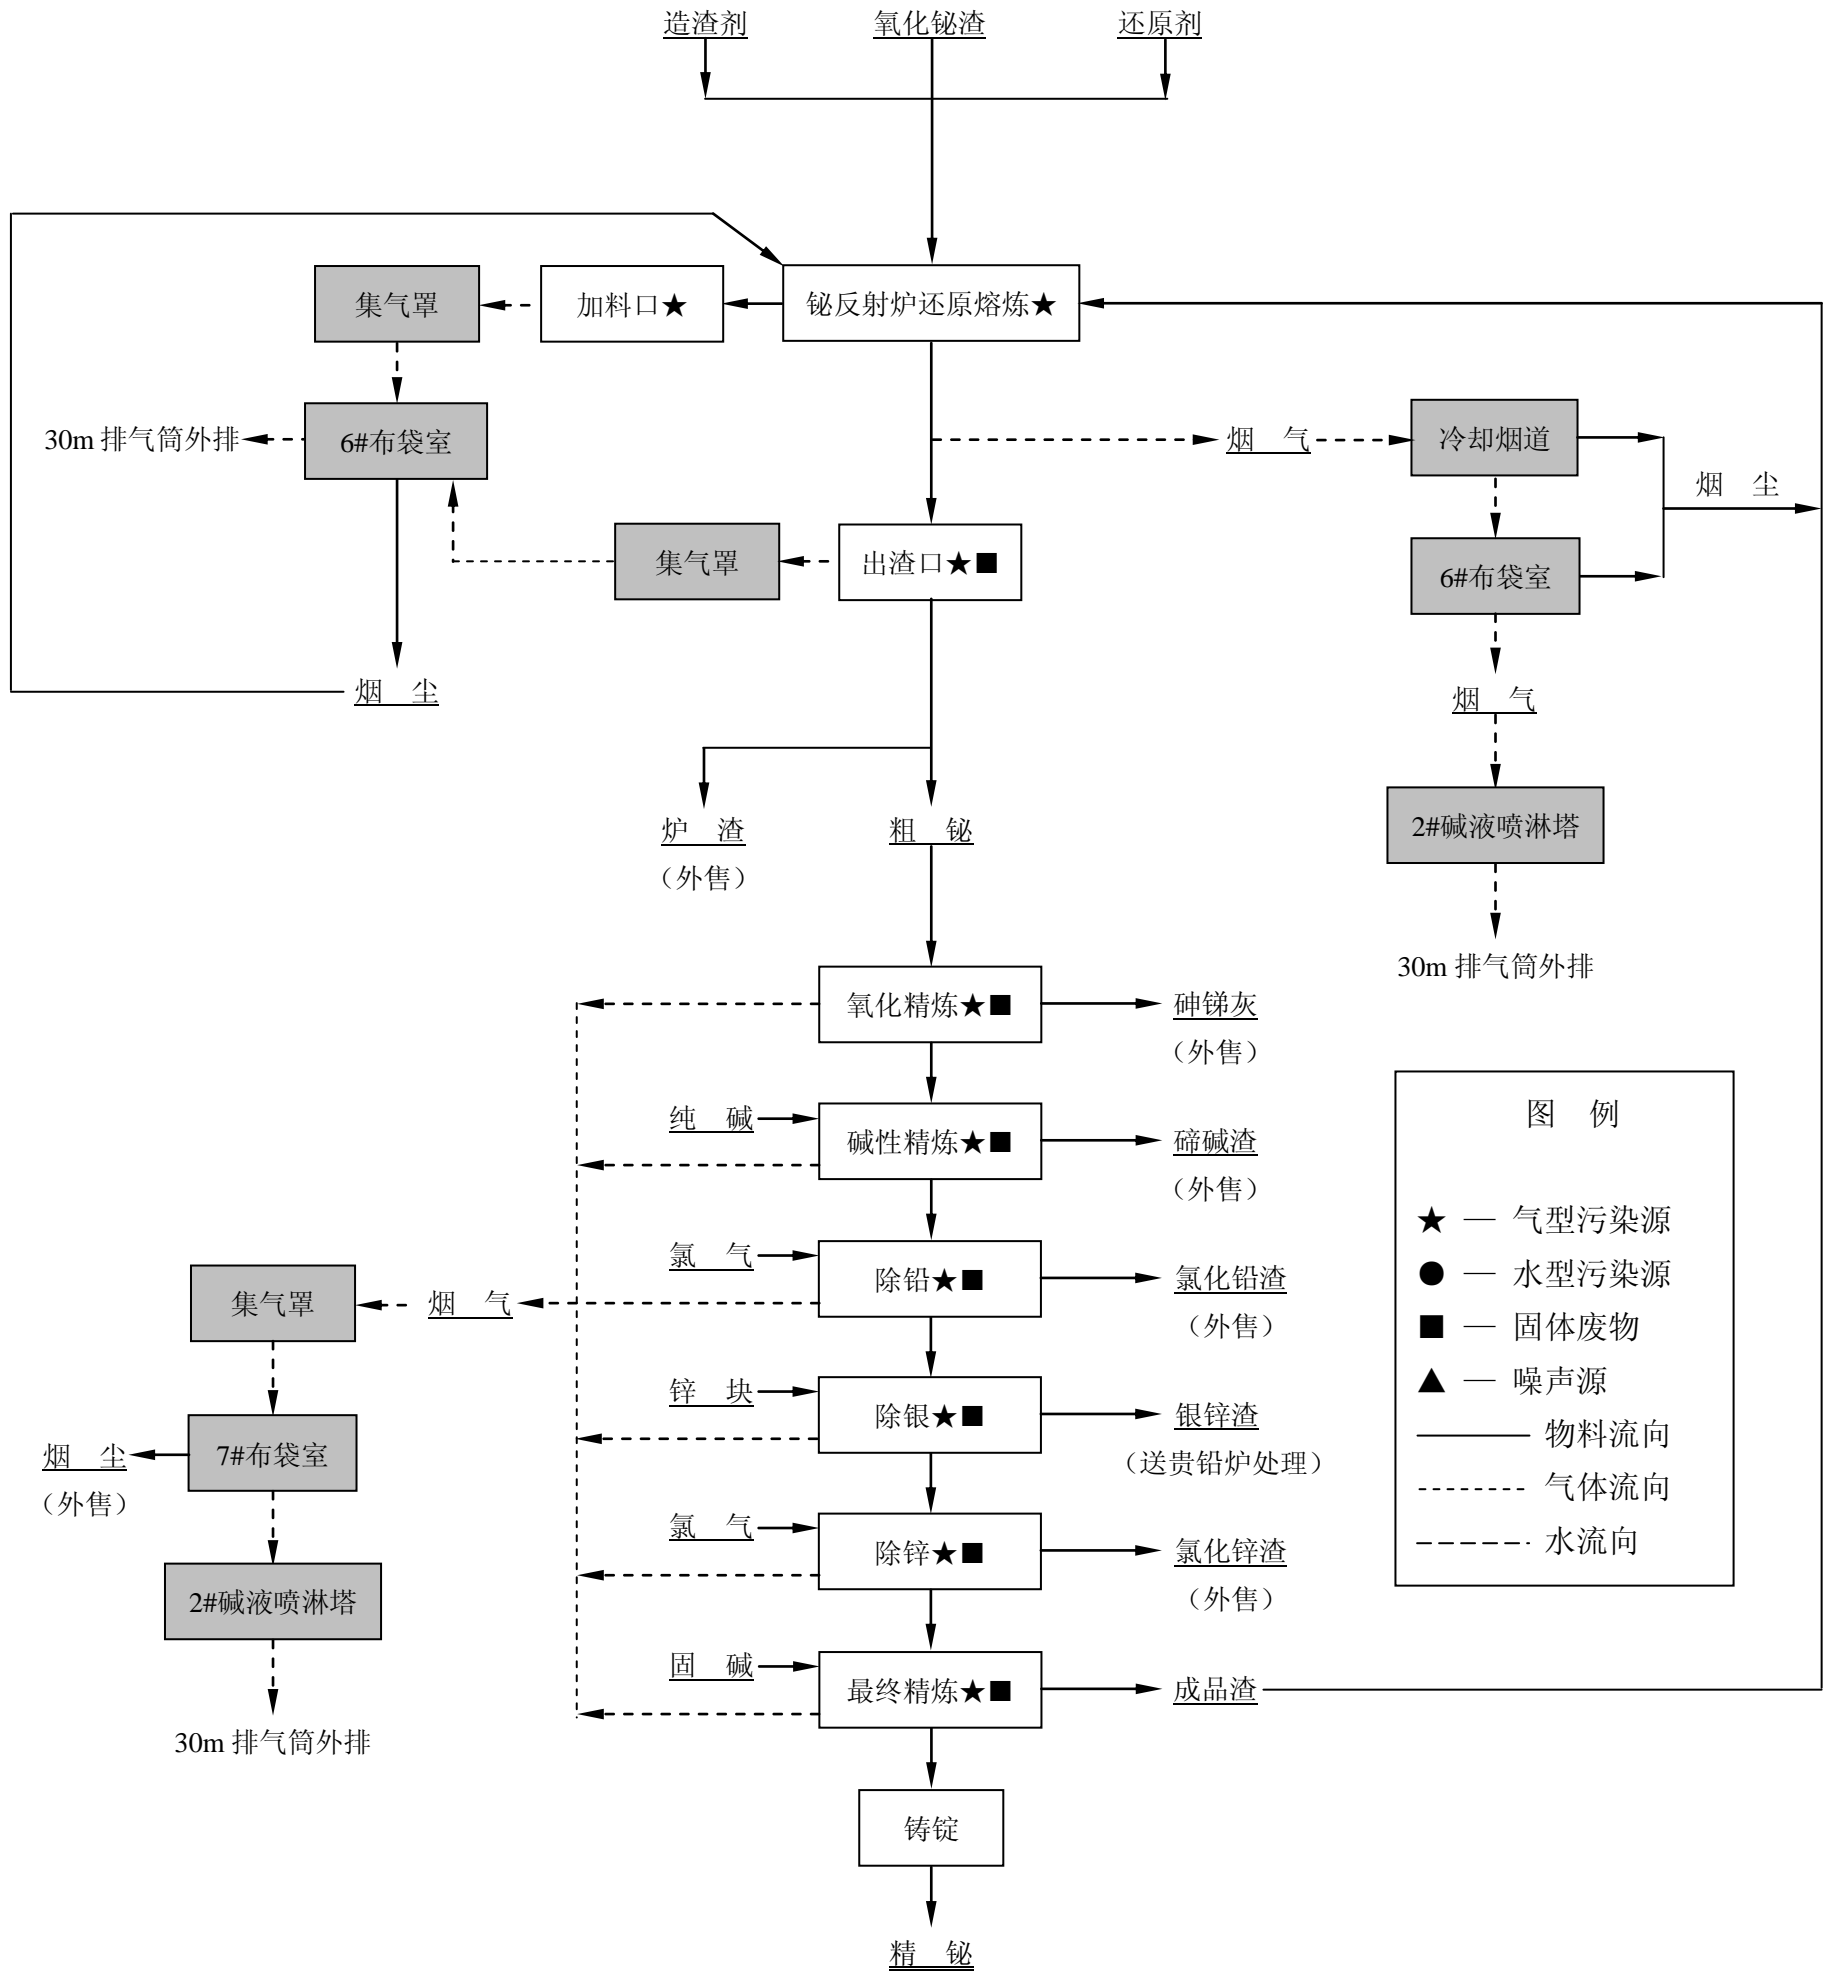 造渣剂
氧化铋渣
还原剂
集气罩
加料口★
铋反射炉还原熔炼★
30m 排气筒外排
6#布袋室
烟 气
冷却烟道
烟 尘
集气罩
出渣口★■
6#布袋室
烟 尘
烟 气
炉 渣
(外售)
粗 铋
2#碱液喷淋塔
30m 排气筒外排
氧化精炼★■
砷锑灰
(外售)
纯 碱
碱性精炼★■
碲碱渣
(外售)
氯 气
除铅★■
氯化铅渣
(外售)
集气罩
烟 气
锌 块
除银★■
银锌渣
(送贵铅炉处理)
烟 尘
(外售)
7#布袋室
氯 气
除锌★■
氯化锌渣
(外售)
2#碱液喷淋塔
固 碱
最终精炼★■
成品渣
30m 排气筒外排
铸锭
精 铋
图 例
★ — 气型污染源
● — 水型污染源
■ — 固体废物
▲ — 噪声源
物料流向
气体流向
水流向